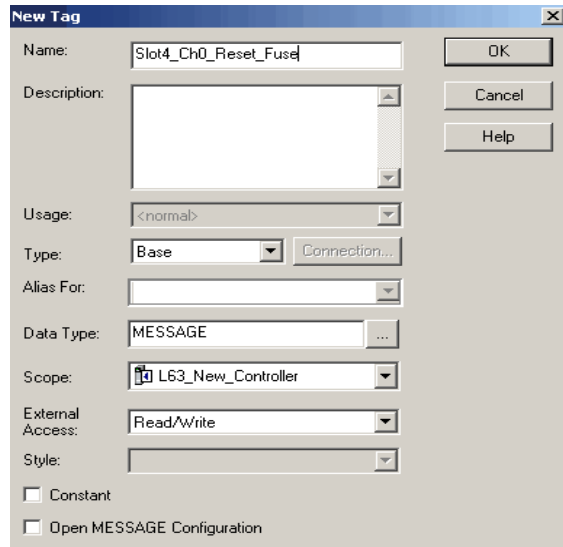 New Tag
Name: Slot4_Ch0_Reset_Fuse OK
Description: Cancel
Help
Usage: <normal>
Type: Base Connection...
Alias For:
Data Type: MESSAGE ...
Scope: L63_New_Controller
External
Access: Read/Write
Style:
Constant
Open MESSAGE Configuration